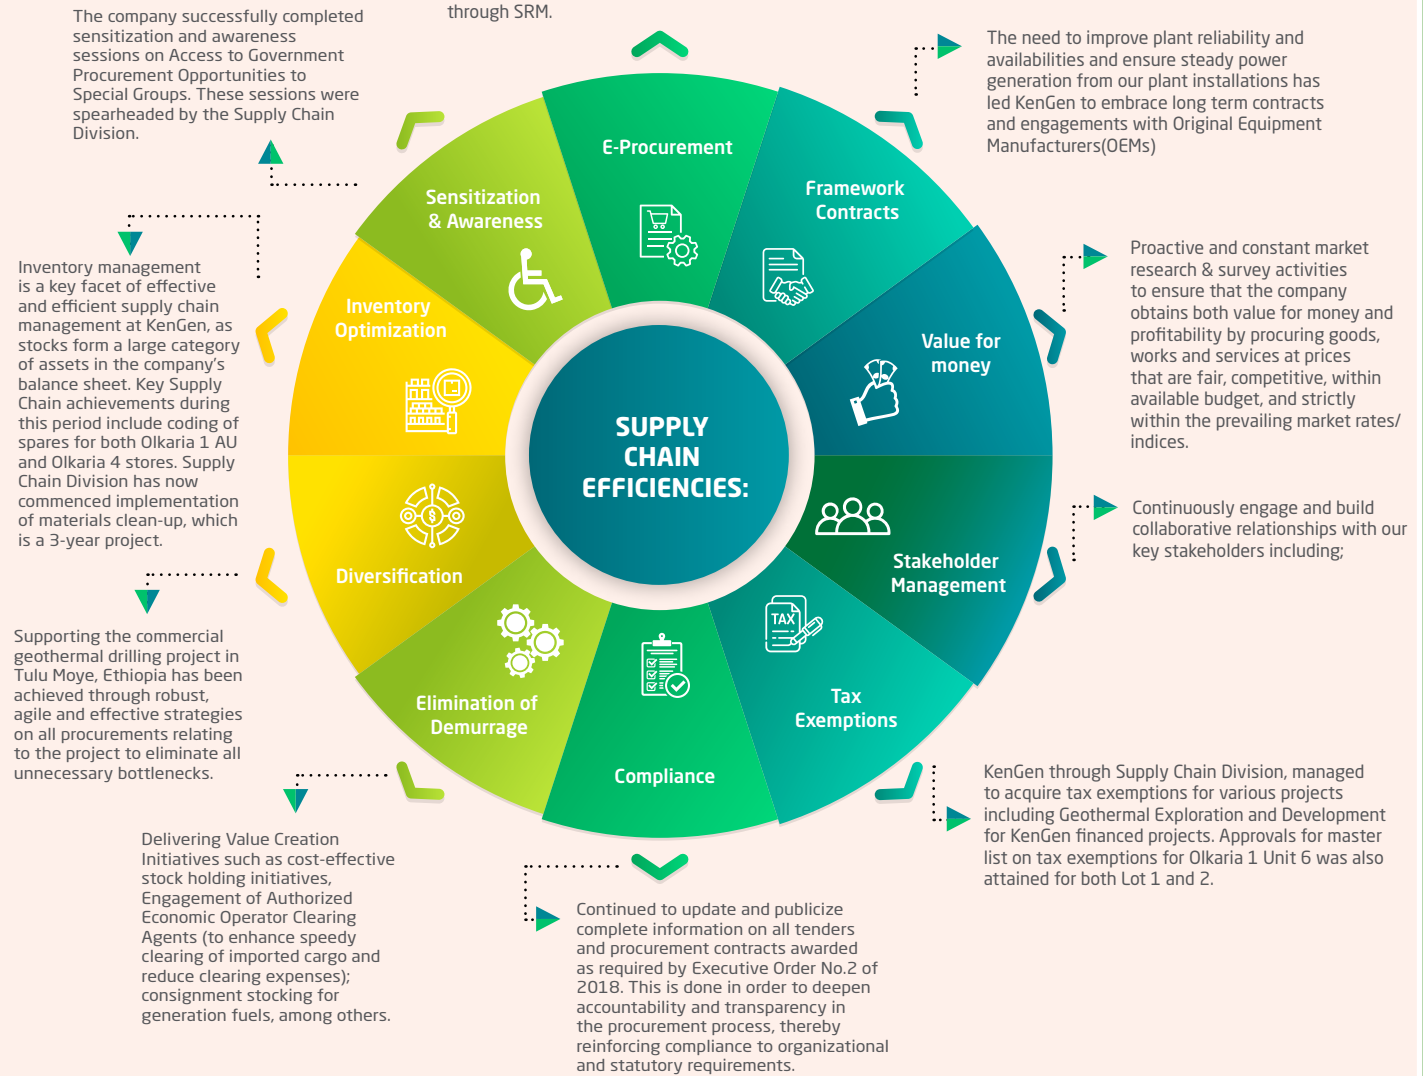 through SRM.
The company successfully completed
sensitization and awareness
sessions on Access to Government
Procurement Opportunities to
Special Groups. These sessions were
spearheaded by the Supply Chain
Division.
The need to improve plant reliability and
availabilities and ensure steady power
generation from our plant installations has
led KenGen to embrace long term contracts
and engagements with Original Equipment
Manufacturers(OEMs)
E-Procurement
Framework
Contracts
Sensitization
& Awareness
Inventory management
is a key facet of effective
and efficient supply chain
management at KenGen, as
stocks form a large category
of assets in the company's
balance sheet. Key Supply
Chain achievements during
this period include coding of
spares for both Olkaria 1 AU
and Olkaria 4 stores. Supply
Chain Division has now
commenced implementation
of materials clean-up, which
is a 3-year project.
Inventory
Optimization
Value for
money
Proactive and constant market
research & survey activities
to ensure that the company
obtains both value for money and
profitability by procuring goods,
works and services at prices
that are fair, competitive, within
available budget, and strictly
within the prevailing market rates/
indices.
SUPPLY
CHAIN
EFFICIENCIES:
Diversification
$
Stakeholder
Management
Continuously engage and build
collaborative relationships with our
key stakeholders including;
Supporting the commercial
geothermal drilling project in
Tulu Moye, Ethiopia has been
achieved through robust,
agile and effective strategies
on all procurements relating
to the project to eliminate all
unnecessary bottlenecks.
Elimination of
Demurrage
Compliance
TAX
Tax
Exemptions
KenGen through Supply Chain Division, managed
to acquire tax exemptions for various projects
including Geothermal Exploration and Development
for KenGen financed projects. Approvals for master
list on tax exemptions for Olkaria 1 Unit 6 was also
attained for both Lot 1 and 2.
Delivering Value Creation
Initiatives such as cost-effective
stock holding initiatives,
Engagement of Authorized
Economic Operator Clearing
Agents (to enhance speedy
clearing of imported cargo and
reduce clearing expenses);
consignment stocking for
generation fuels, among others.
Continued to update and publicize
complete information on all tenders
and procurement contracts awarded
as required by Executive Order No.2 of
2018. This is done in order to deepen
accountability and transparency in
the procurement process, thereby
reinforcing compliance to organizational
and statutory requirements.